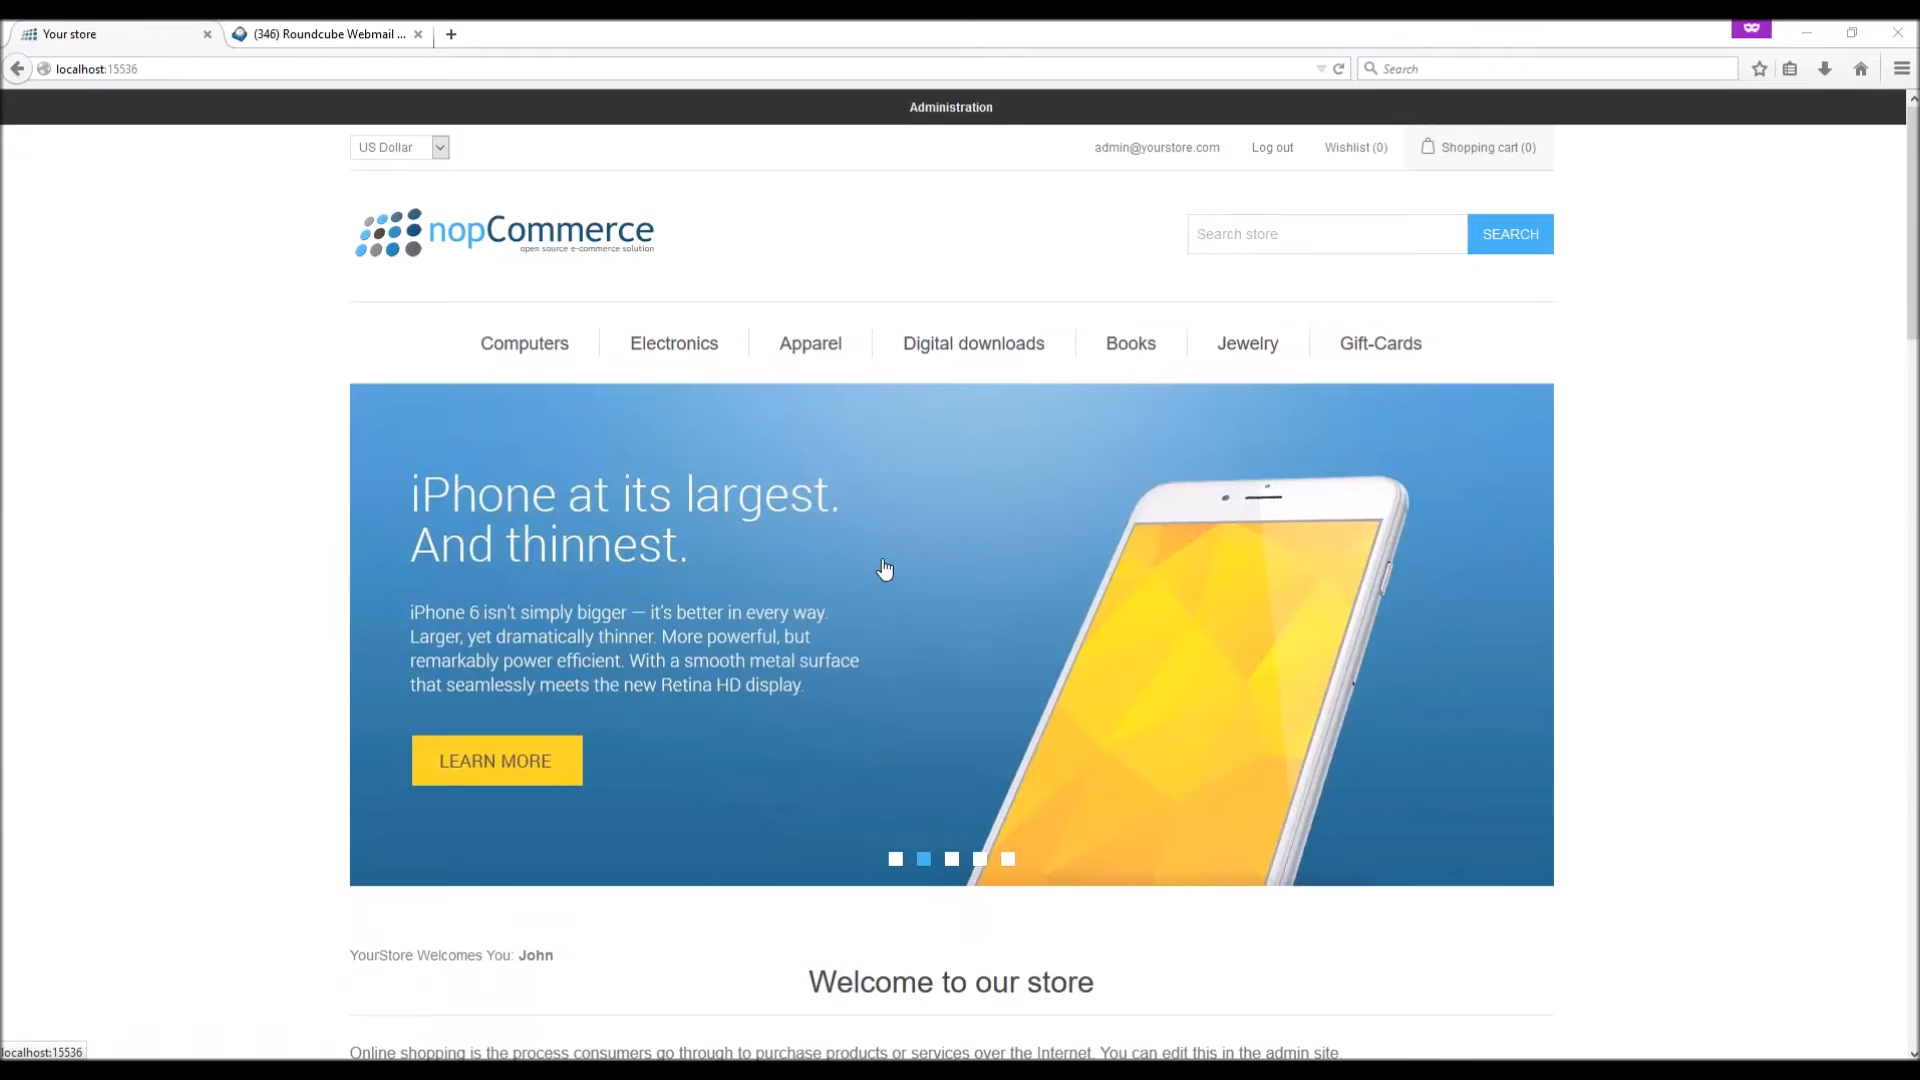 Your store
(346) Roundcube Webmail ...
localhost:15536
Search
Administration
US Dollar
admin@yourstore.com
Log out
Wishlist (0)
Shopping cart (0)
nopCommerce
open source e-commerce solution
Search store
SEARCH
Computers
Electronics
Apparel
Digital downloads
Books
Jewelry
Gift-Cards
iPhone at its largest.
And thinnest.
iPhone 6 isn't simply bigger — it's better in every way.
Larger, yet dramatically thinner. More powerful, but
remarkably power efficient. With a smooth metal surface
that seamlessly meets the new Retina HD display.
LEARN MORE
YourStore Welcomes You: John
Welcome to our store
Online shopping is the process consumers go through to purchase products or services over the Internet. You can edit this in the admin site.
localhost:15536